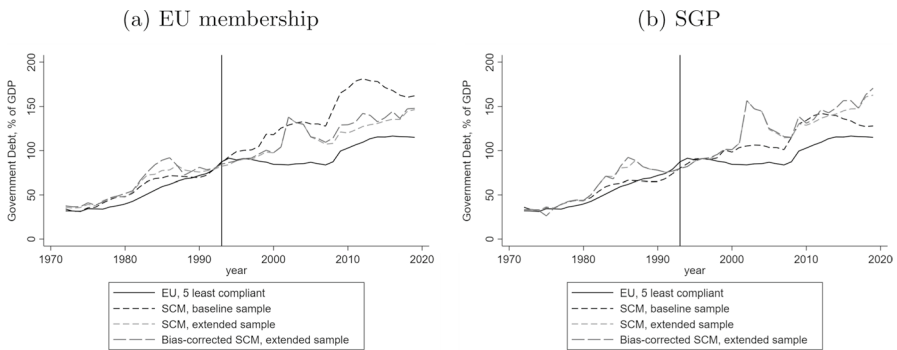 (a) EU membership
Government Debt, % of GDP
200
150
100
50
0
1970 1980 1990 2000 2010 2020
year
EU, 5 least compliant
SCM, baseline sample
SCM, extended sample
Bias-corrected SCM, extended sample
(b) SGP
Government Debt, % of GDP
200
150
100
50
0
1970 1980 1990 2000 2010 2020
year
EU, 5 least compliant
SCM, baseline sample
SCM, extended sample
Bias-corrected SCM, extended sample